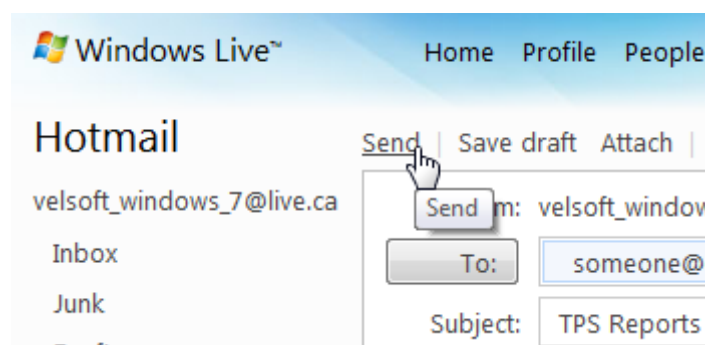 Windows Live™ Home Profile People
Hotmail
Send | Save draft Attach |
velsoft_windows_7@live.ca
Send m: velsoft_window
Inbox
To: someone@
Junk
Subject: TPS Reports